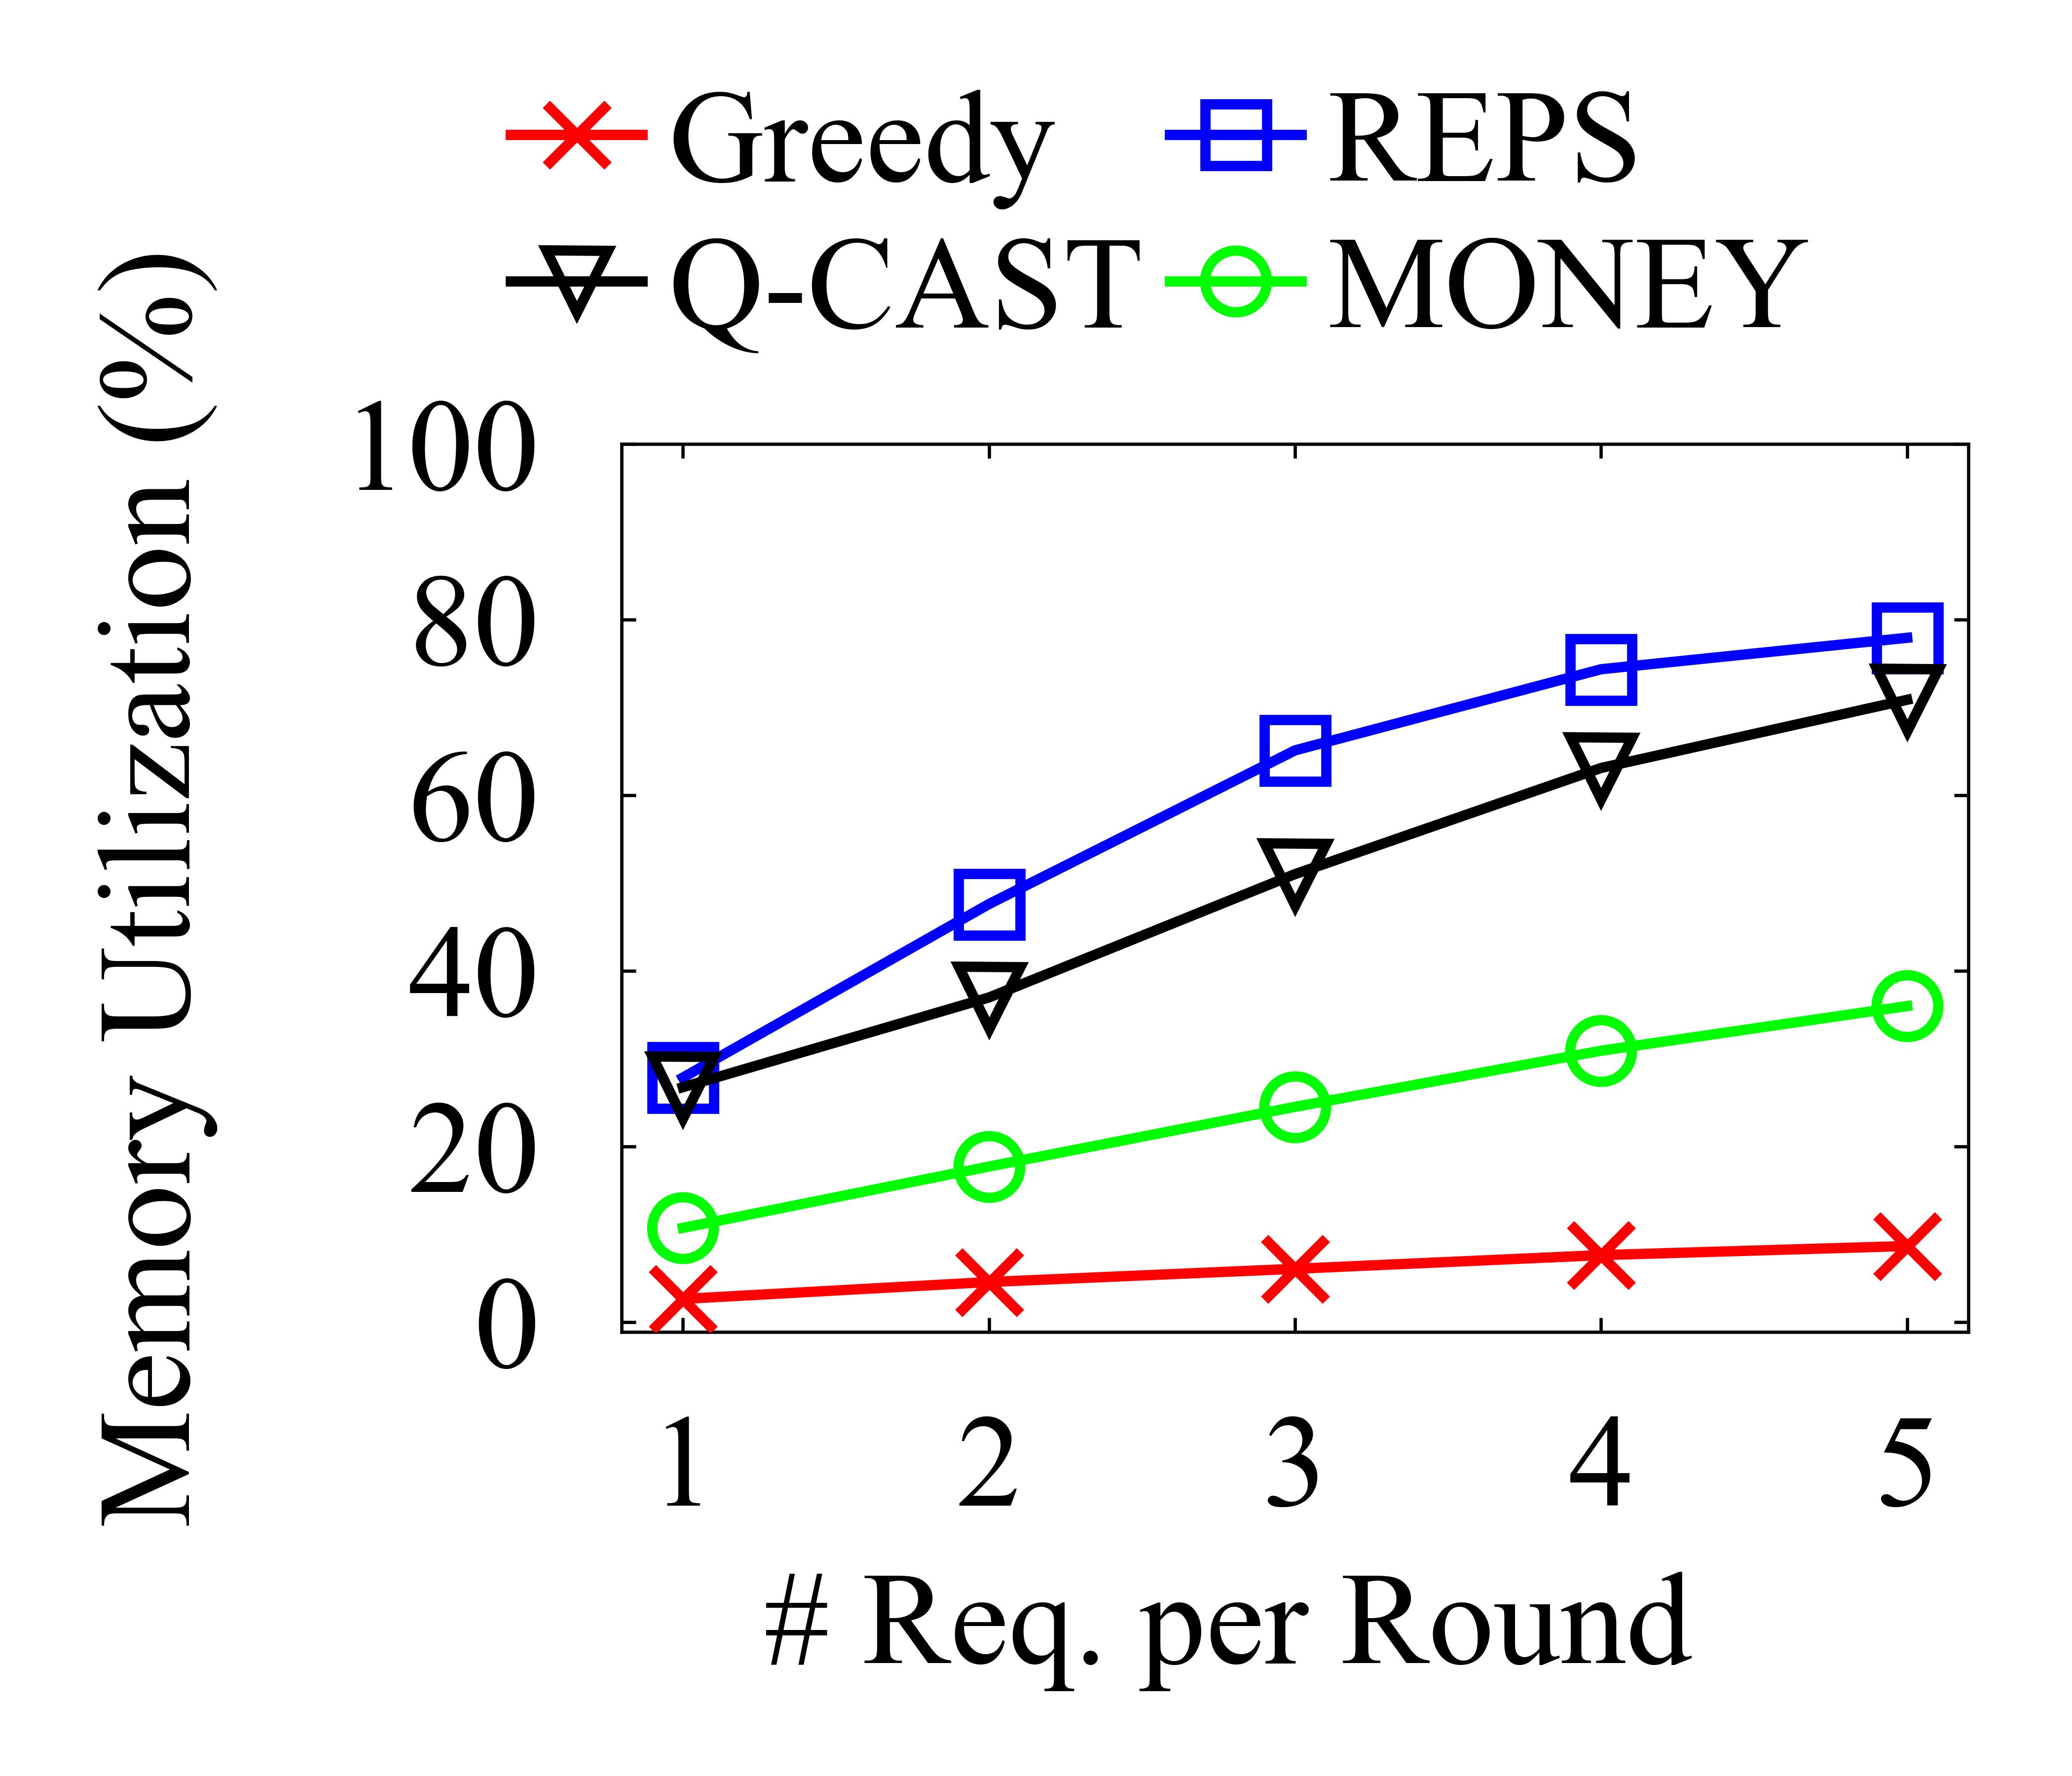 Greedy REPS
Q-CAST MONEY
Memory Utilization (%)
100
80
60
40
20
0
1 2 3 4 5
# Req. per Round